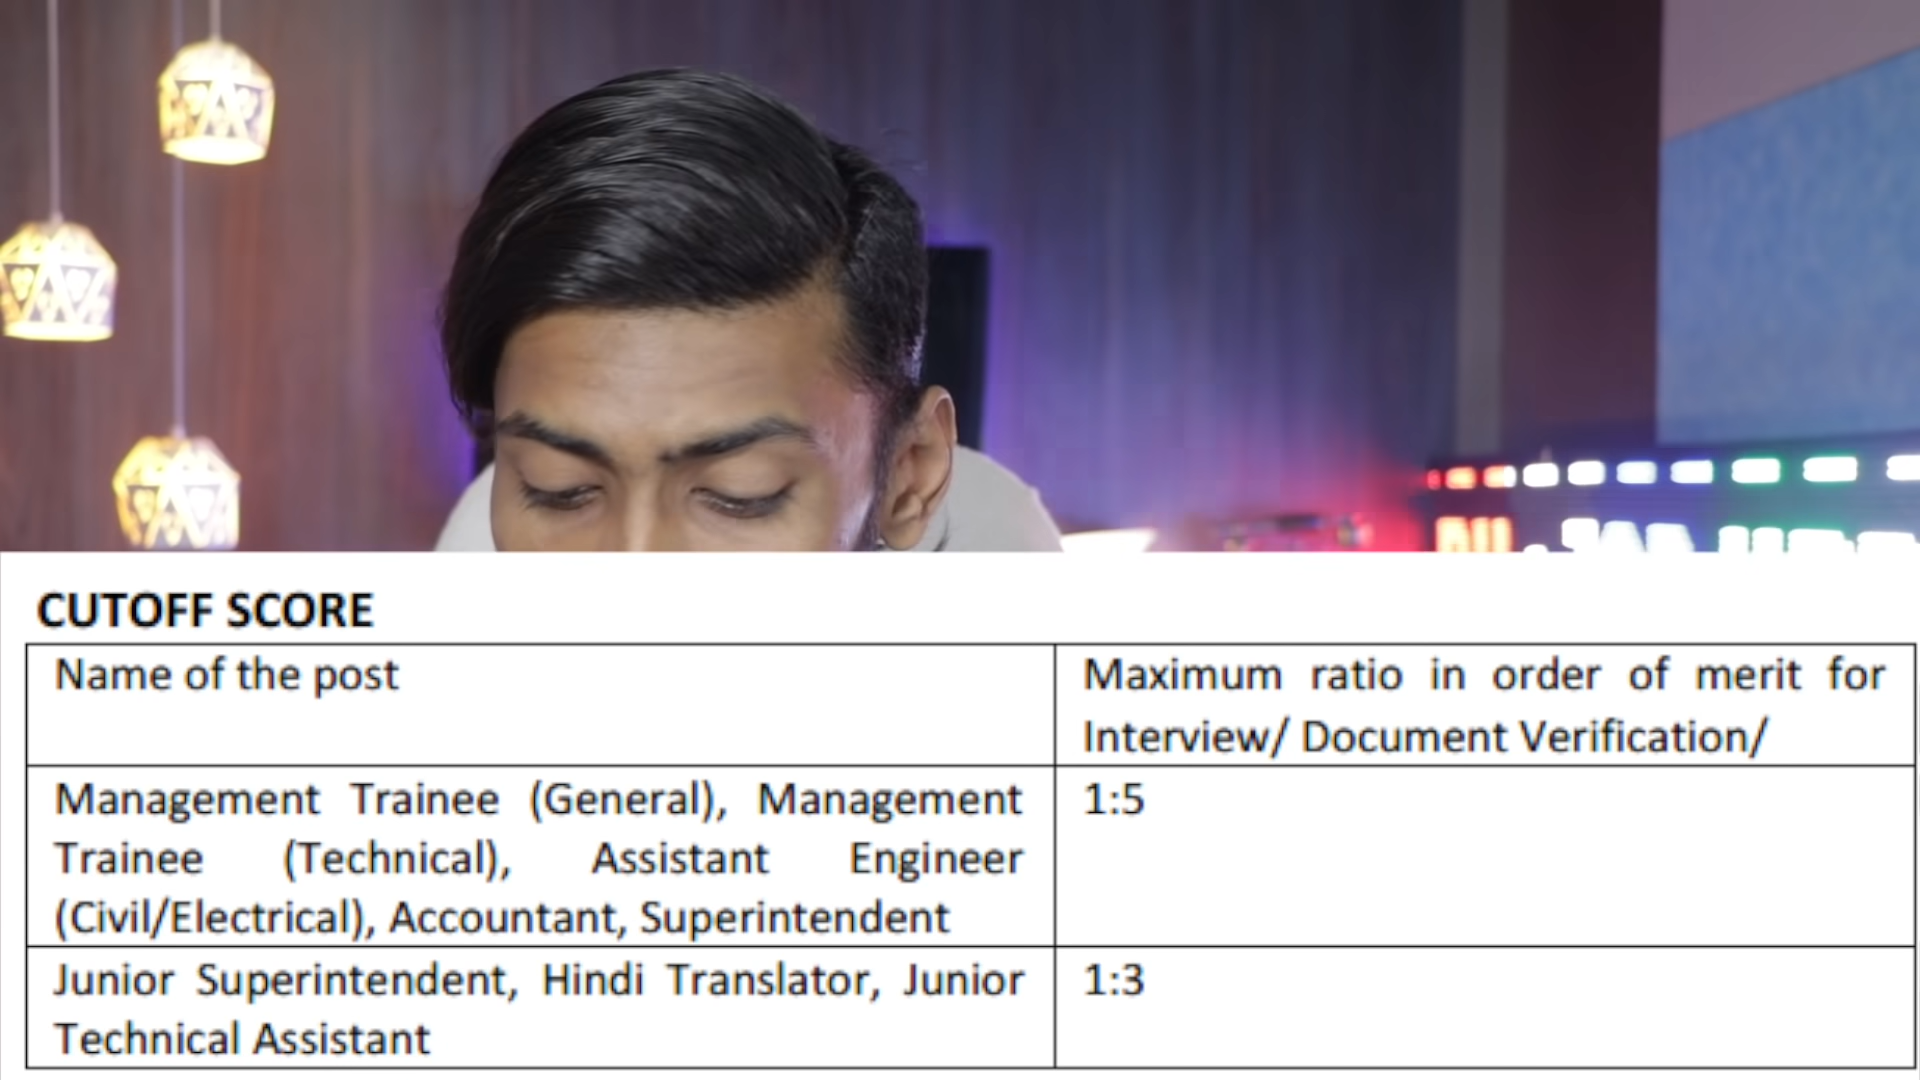 CUTOFF SCORE
Name of the post
Maximum ratio in order of merit for
Interview/ Document Verification/
Management Trainee (General), Management
Trainee (Technical), Assistant Engineer
(Civil/Electrical), Accountant, Superintendent
1:5
Junior Superintendent, Hindi Translator, Junior
Technical Assistant
1:3